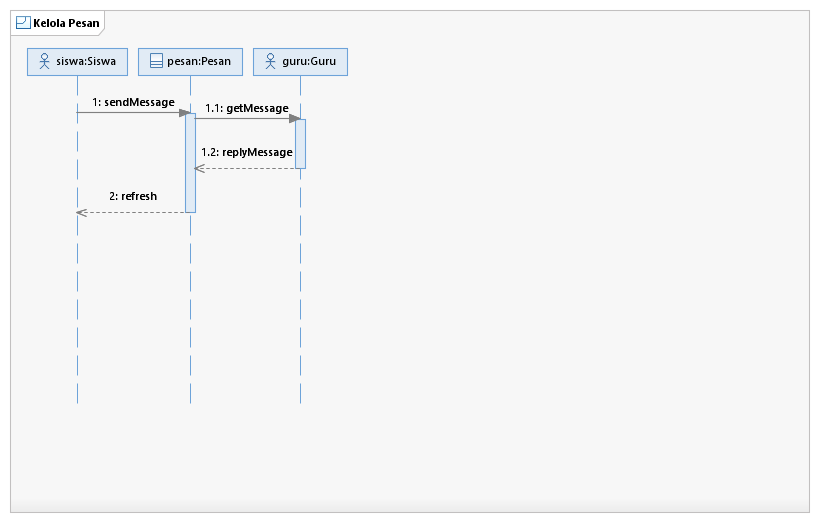 Kelola Pesan
siswa:Siswa
pesan:Pesan
guru:Guru
1: sendMessage
1.1: getMessage
1.2: replyMessage
2: refresh